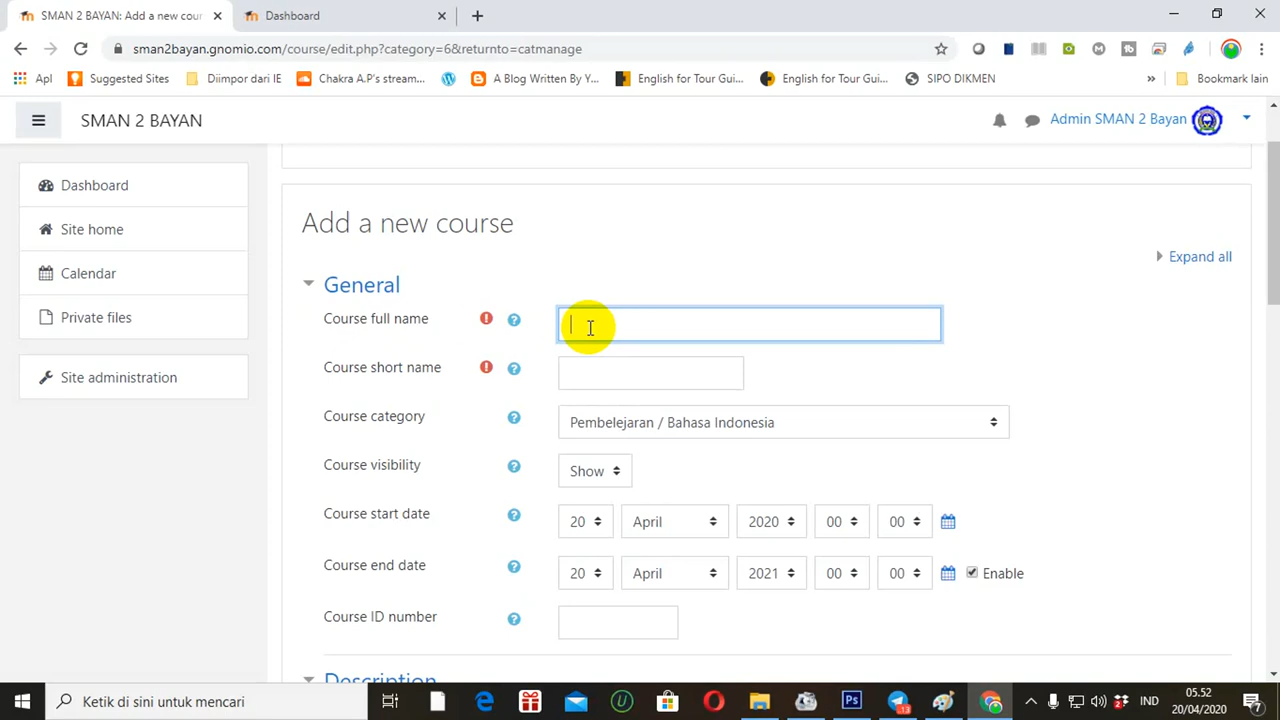 SMAN 2 BAYAN: Add a new cour
Dashboard
sman2bayan.gnomio.com/course/edit.php?category=6&returnto=catmanage
Apl
Suggested Sites
Diimpor dari IE
Chakra A.P's stream...
A Blog Written By Y...
English for Tour Gui...
English for Tour Gui...
SIPO DIKMEN
»
Bookmark lain
SMAN 2 BAYAN
Admin SMAN 2 Bayan
Dashboard
Site home
Calendar
Private files
Site administration
Add a new course
Expand all
General
Course full name
Course short name
Course category
Pembelejaran / Bahasa Indonesia
Course visibility
Show
Course start date
20 April 2020 00 00
Course end date
20 April 2021 00 00 Enable
Course ID number
Description
Ketik di sini untuk mencari
IND
05.52
20/04/2020